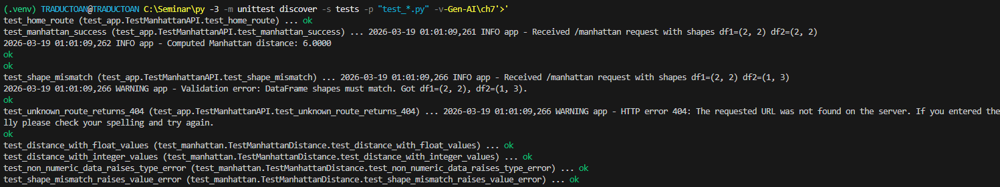 (.venv) TRADUCTOAN@TRADUCTOAN C:\Seminar\py -3 -m unittest discover -s tests -p "test_*.py" -v-Gen-AI\ch7'>'
test_home_route (test_app.TestManhattanAPI.test_home_route) ... ok
test_manhattan_success (test_app.TestManhattanAPI.test_manhattan_success) ... 2026-03-19 01:01:09,261 INFO app - Received /manhattan request with shapes df1=(2, 2) df2=(2, 2)
2026-03-19 01:01:09,262 INFO app - Computed Manhattan distance: 6.0000
ok
ok
test_shape_mismatch (test_app.TestManhattanAPI.test_shape_mismatch) ... 2026-03-19 01:01:09,266 INFO app - Received /manhattan request with shapes df1=(2, 2) df2=(1, 3)
2026-03-19 01:01:09,266 WARNING app - Validation error: DataFrame shapes must match. Got df1=(2, 2), df2=(1, 3).
ok
test_unknown_route_returns_404 (test_app.TestManhattanAPI.test_unknown_route_returns_404) ... 2026-03-19 01:01:09,266 WARNING app - HTTP error 404: The requested URL was not found on the server. If you entered the
lly please check your spelling and try again.
ok
test_distance_with_float_values (test_manhattan.TestManhattanDistance.test_distance_with_float_values) ... ok
test_distance_with_integer_values (test_manhattan.TestManhattanDistance.test_distance_with_integer_values) ... ok
test_non_numeric_data_raises_type_error (test_manhattan.TestManhattanDistance.test_non_numeric_data_raises_type_error) ... ok
test_shape_mismatch_raises_value_error (test_manhattan.TestManhattanDistance.test_shape_mismatch_raises_value_error) ... ok